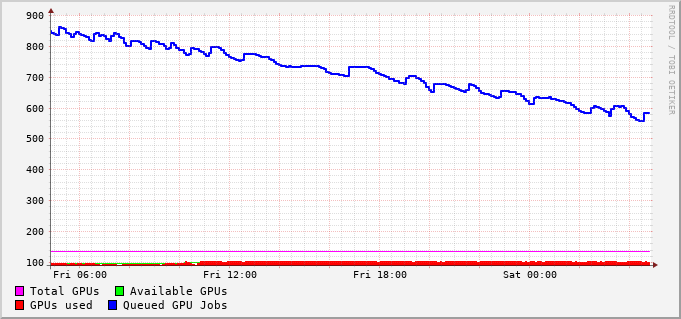 900
800
700
600
500
400
300
200
100
Fri 06:00 Fri 12:00 Fri 18:00 Sat 00:00
Total GPUs Available GPUs
GPUs used Queued GPU Jobs
RRDTOOL / TOBI OETIKER